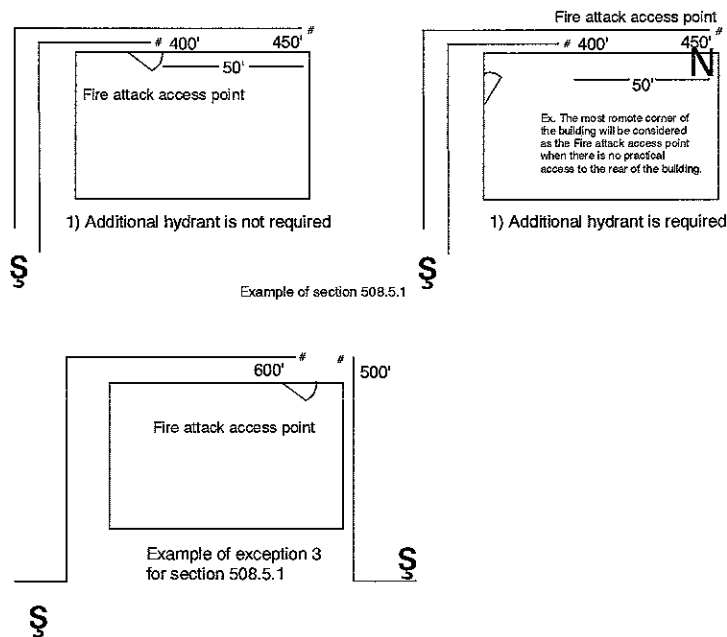 # 400' 450' #
50'
Fire attack access point
1) Additional hydrant is not required
Ş
Fire attack access point
# 400' 450' #
N
50'
Ex. The most romote corner of
the building will be considered
as the Fire attack access point
when there is no practical
access to the rear of the building.
1) Additional hydrant is required
Ş
Example of section 508.5.1
# #
600' 500'
Fire attack access point
Example of exception 3
for section 508.5.1
Ş
Ş